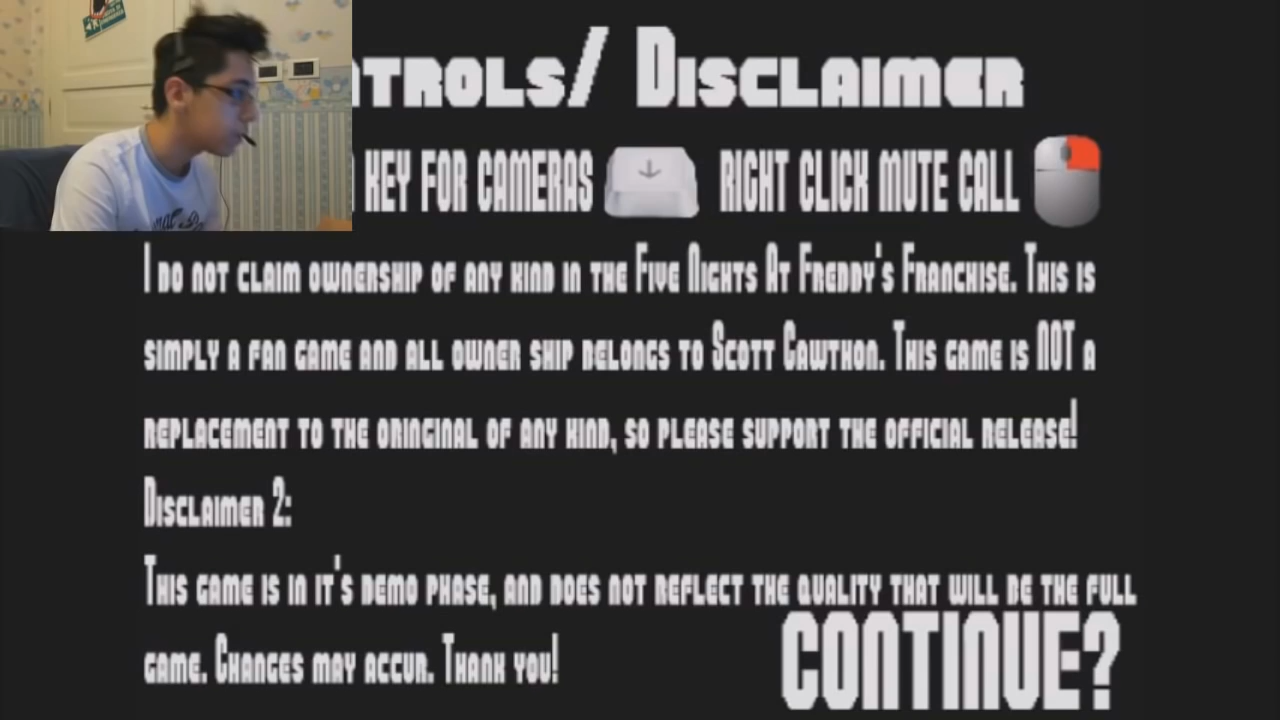 NTROLS/ DISCLAIMER
KEY FOR CAMERAS RIGHT CLICK MUTE CALL
I DO NOT CLAIM OWNERSHIP OF ANY KIND IN THE FIVE NIGHTS AT FREDDY'S FRANCHISE. THIS IS
SIMPLY A FAN GAME AND ALL OWNER SHIP BELONGS TO SCOTT CAWTHON. THIS GAME IS NOT A
REPLACEMENT TO THE ORINGINAL OF ANY KIND, SO PLEASE SUPPORT THE OFFICIAL RELEASE!
DISCLAIMER 2:
THIS GAME IS IN IT'S DEMO PHASE, AND DOES NOT REFLECT THE QUALITY THAT WILL BE THE FULL
GAME. CHANGES MAY ACCUR. THANK YOU!
CONTINUE?